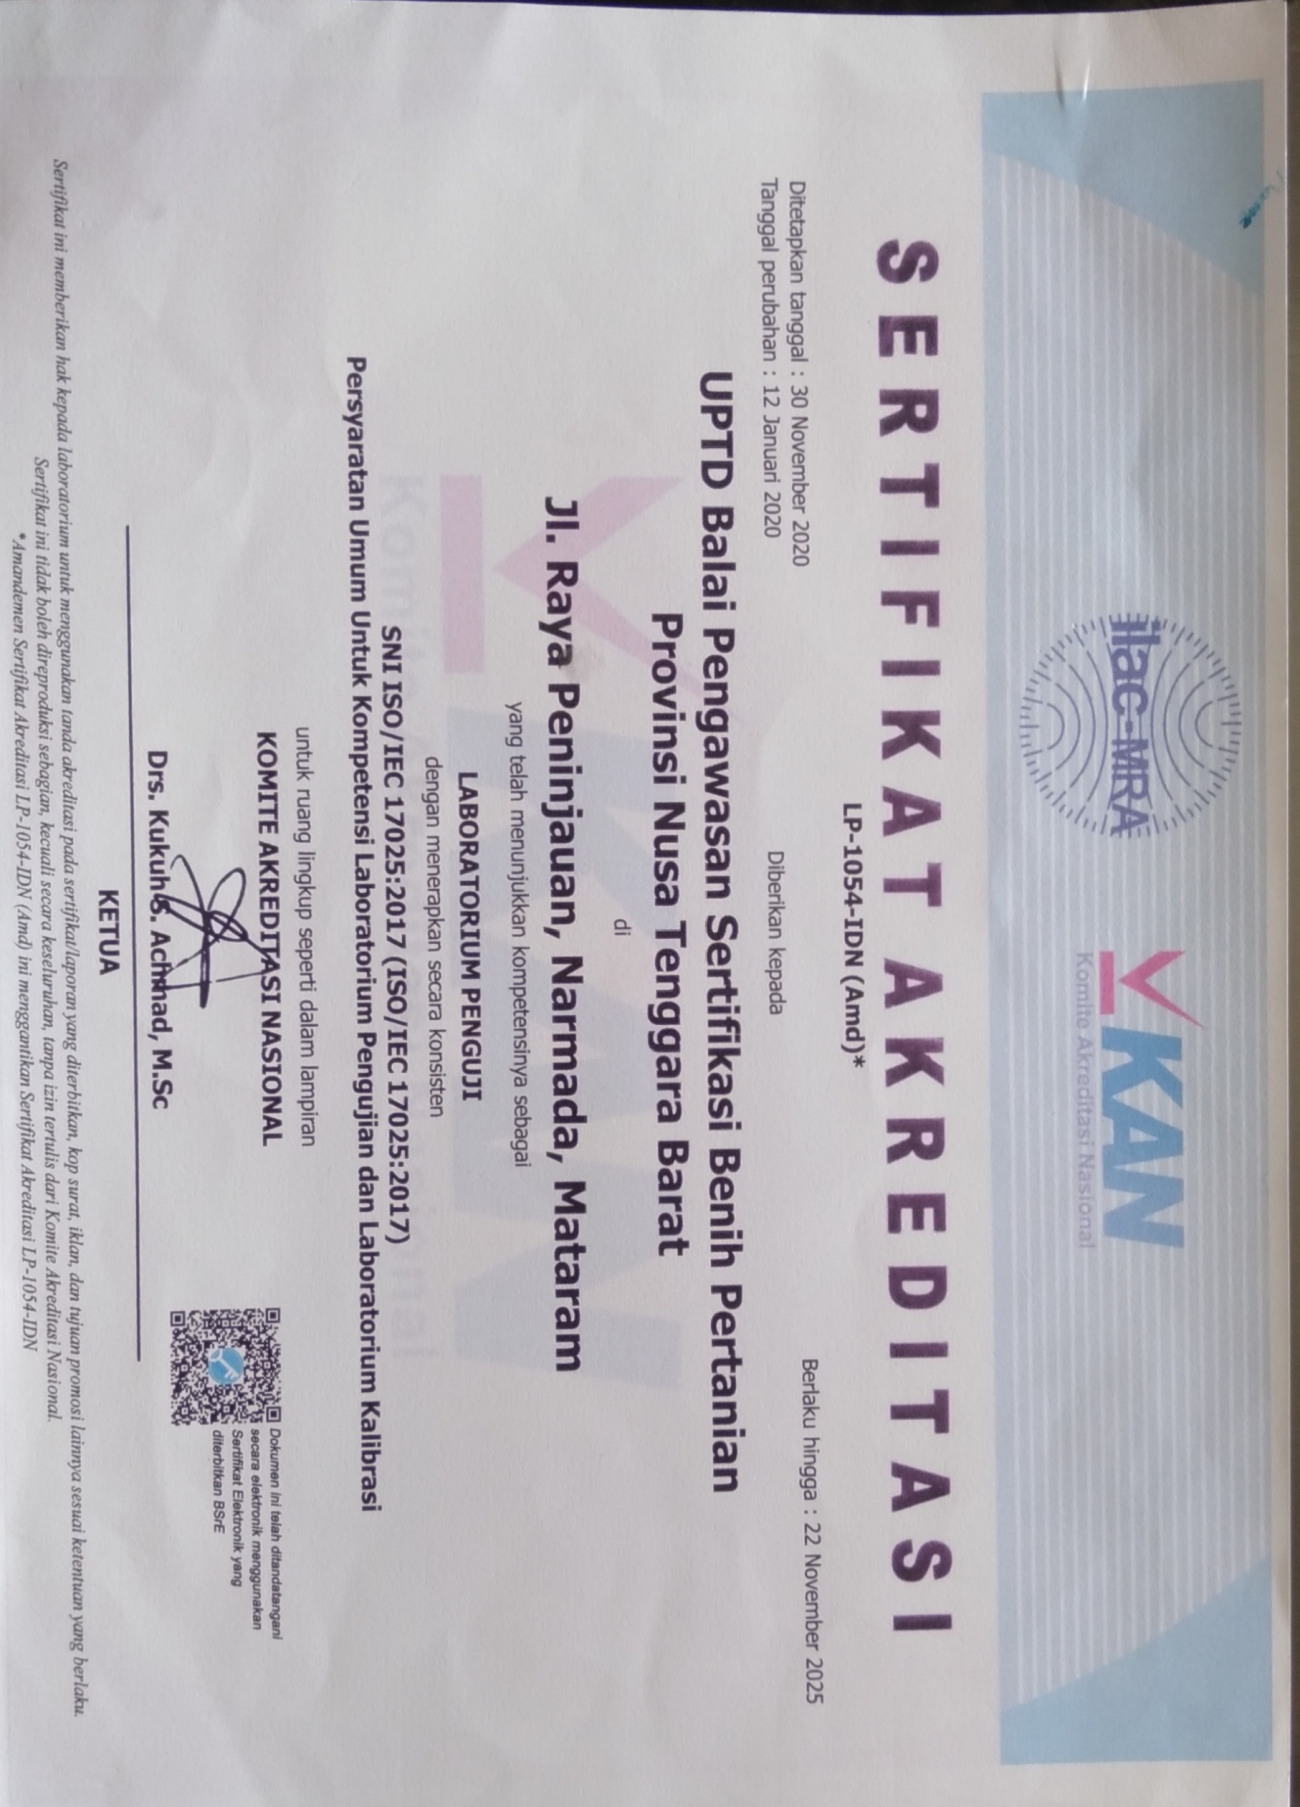 ilac-MRA
KAN
Komite Akreditasi Nasional
SERTIFIKAT AKREDITASI
LP-1054-IDN (Amd)*
Ditetapkan tanggal : 30 November 2020
Tanggal perubahan : 12 Januari 2020
Berlaku hingga : 22 November 2025
Diberikan kepada
UPTD Balai Pengawasan Sertifikasi Benih Pertanian
Provinsi Nusa Tenggara Barat
di
Jl. Raya Peninjauan, Narmada, Mataram
yang telah menunjukkan kompetensinya sebagai
LABORATORIUM PENGUJI
dengan menerapkan secara konsisten
SNI ISO/IEC 17025:2017 (ISO/IEC 17025:2017)
Persyaratan Umum Untuk Kompetensi Laboratorium Pengujian dan Laboratorium Kalibrasi
untuk ruang lingkup seperti dalam lampiran
KOMITE AKREDITASI NASIONAL
Dokumen ini telah ditandatangani
secara elektronik menggunakan
Sertifikat Elektronik yang
diterbitkan BSrE
Drs. Kukuh S. Achmad, M.Sc
KETUA
Sertifikat ini memberikan hak kepada laboratorium untuk menggunakan tanda akreditasi pada sertifikat/laporan yang diterbitkan, kop surat, iklan, dan tujuan promosi lainnya sesuai ketentuan yang berlaku.
Sertifikat ini tidak boleh direproduksi sebagian, kecuali secara keseluruhan, tanpa izin tertulis dari Komite Akreditasi Nasional.
*Amandemen Sertifikat Akreditasi LP-1054-IDN (Amd) ini menggantikan Sertifikat Akreditasi LP-1054-IDN